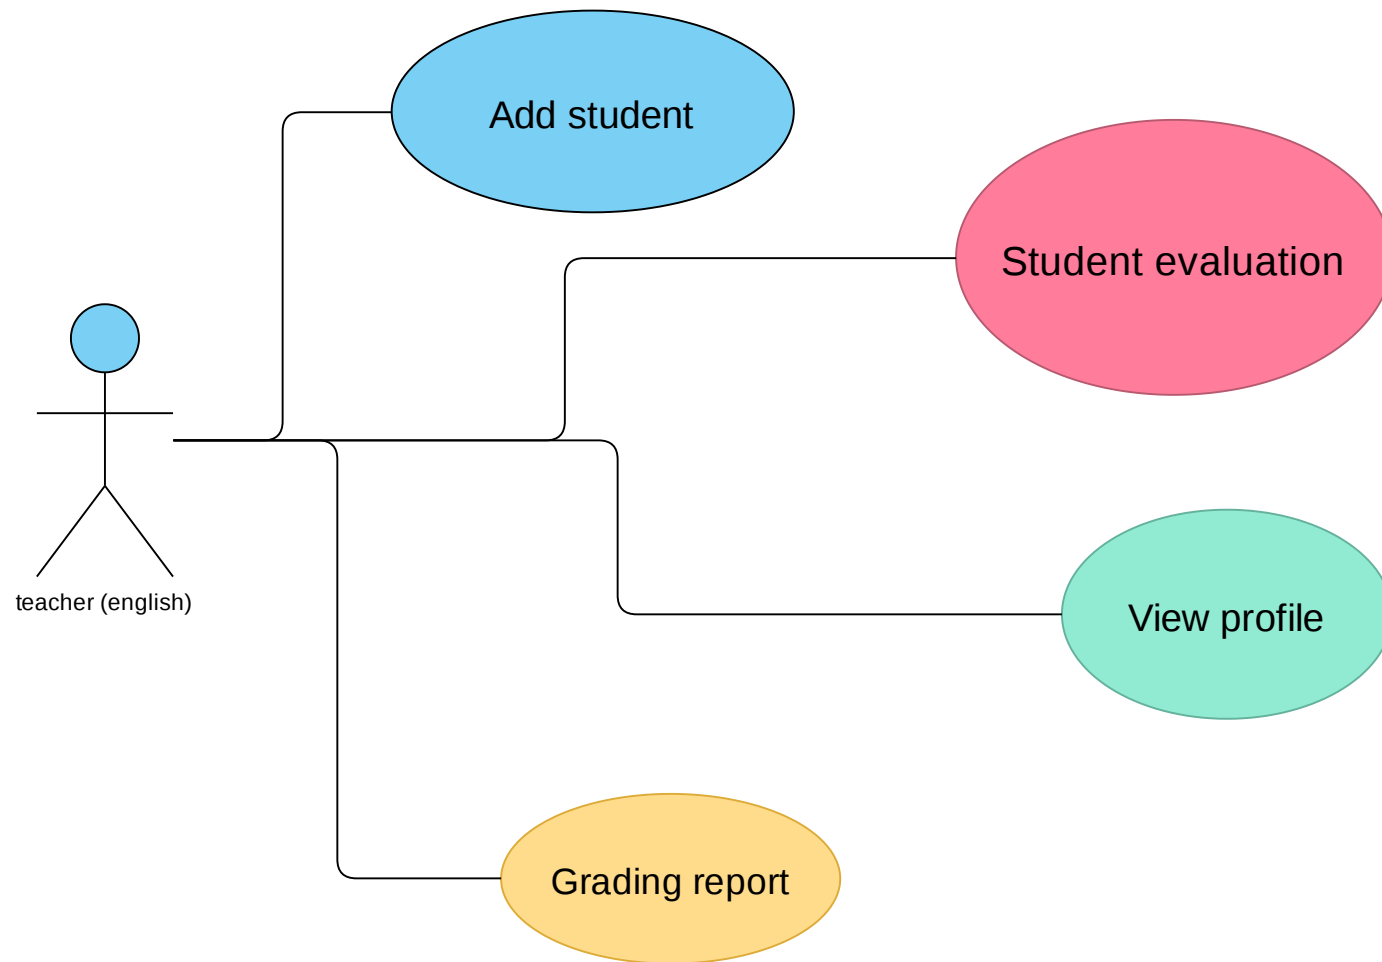 Add student
Student evaluation
teacher (english)
View profile
Grading report